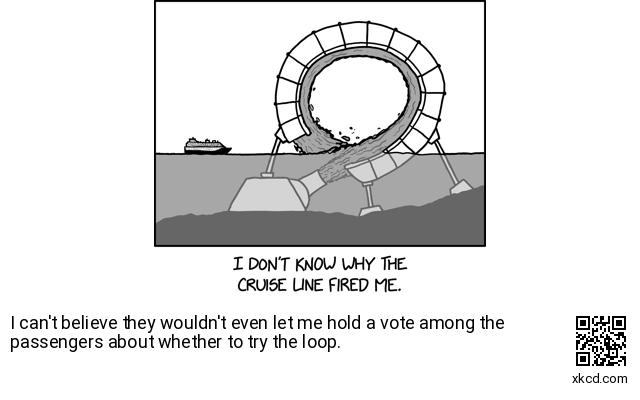 I DON'T KNOW WHY THE
CRUISE LINE FIRED ME.
I can't believe they wouldn't even let me hold a vote among the
passengers about whether to try the loop.
xkcd.com